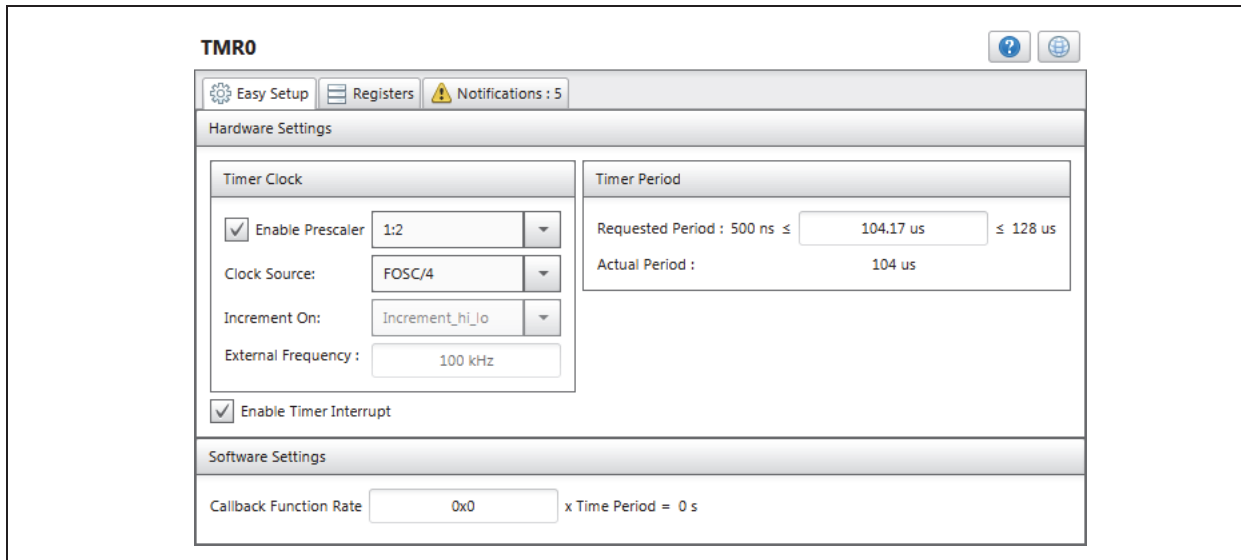 TMR0
Easy Setup Registers Notifications : 5
Hardware Settings
Timer Clock
Enable Prescaler 1:2
Clock Source: FOSC/4
Increment On: Increment_hi_lo
External Frequency : 100 kHz
Timer Period
Requested Period : 500 ns ≤ 104.17 us ≤ 128 us
Actual Period : 104 us
Enable Timer Interrupt
Software Settings
Callback Function Rate 0x0 x Time Period = 0 s